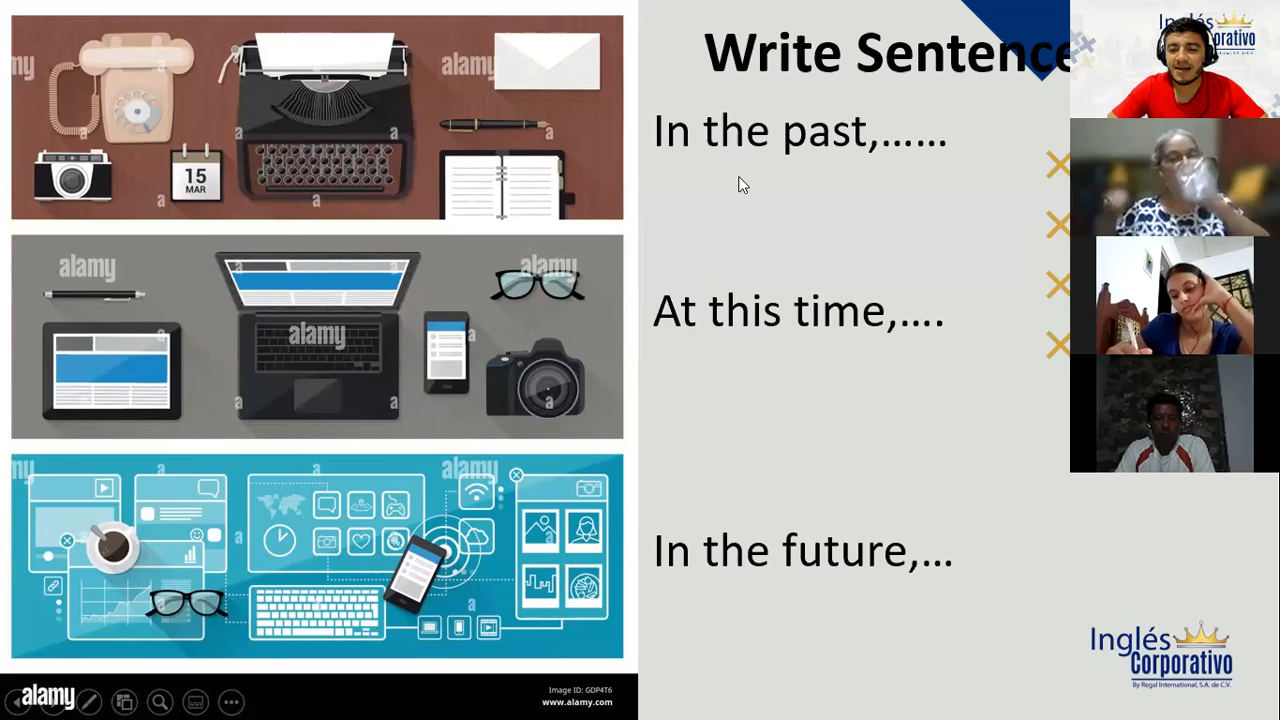 Write Sentence
In the past,......
At this time,....
In the future,...
15
MAR
alamy
alamy
alamy
alamy
alamy
alamy
Image ID: GDP4T6
www.alamy.com
Inglés
Corporativo
By Regal International, S.A. de C.V.